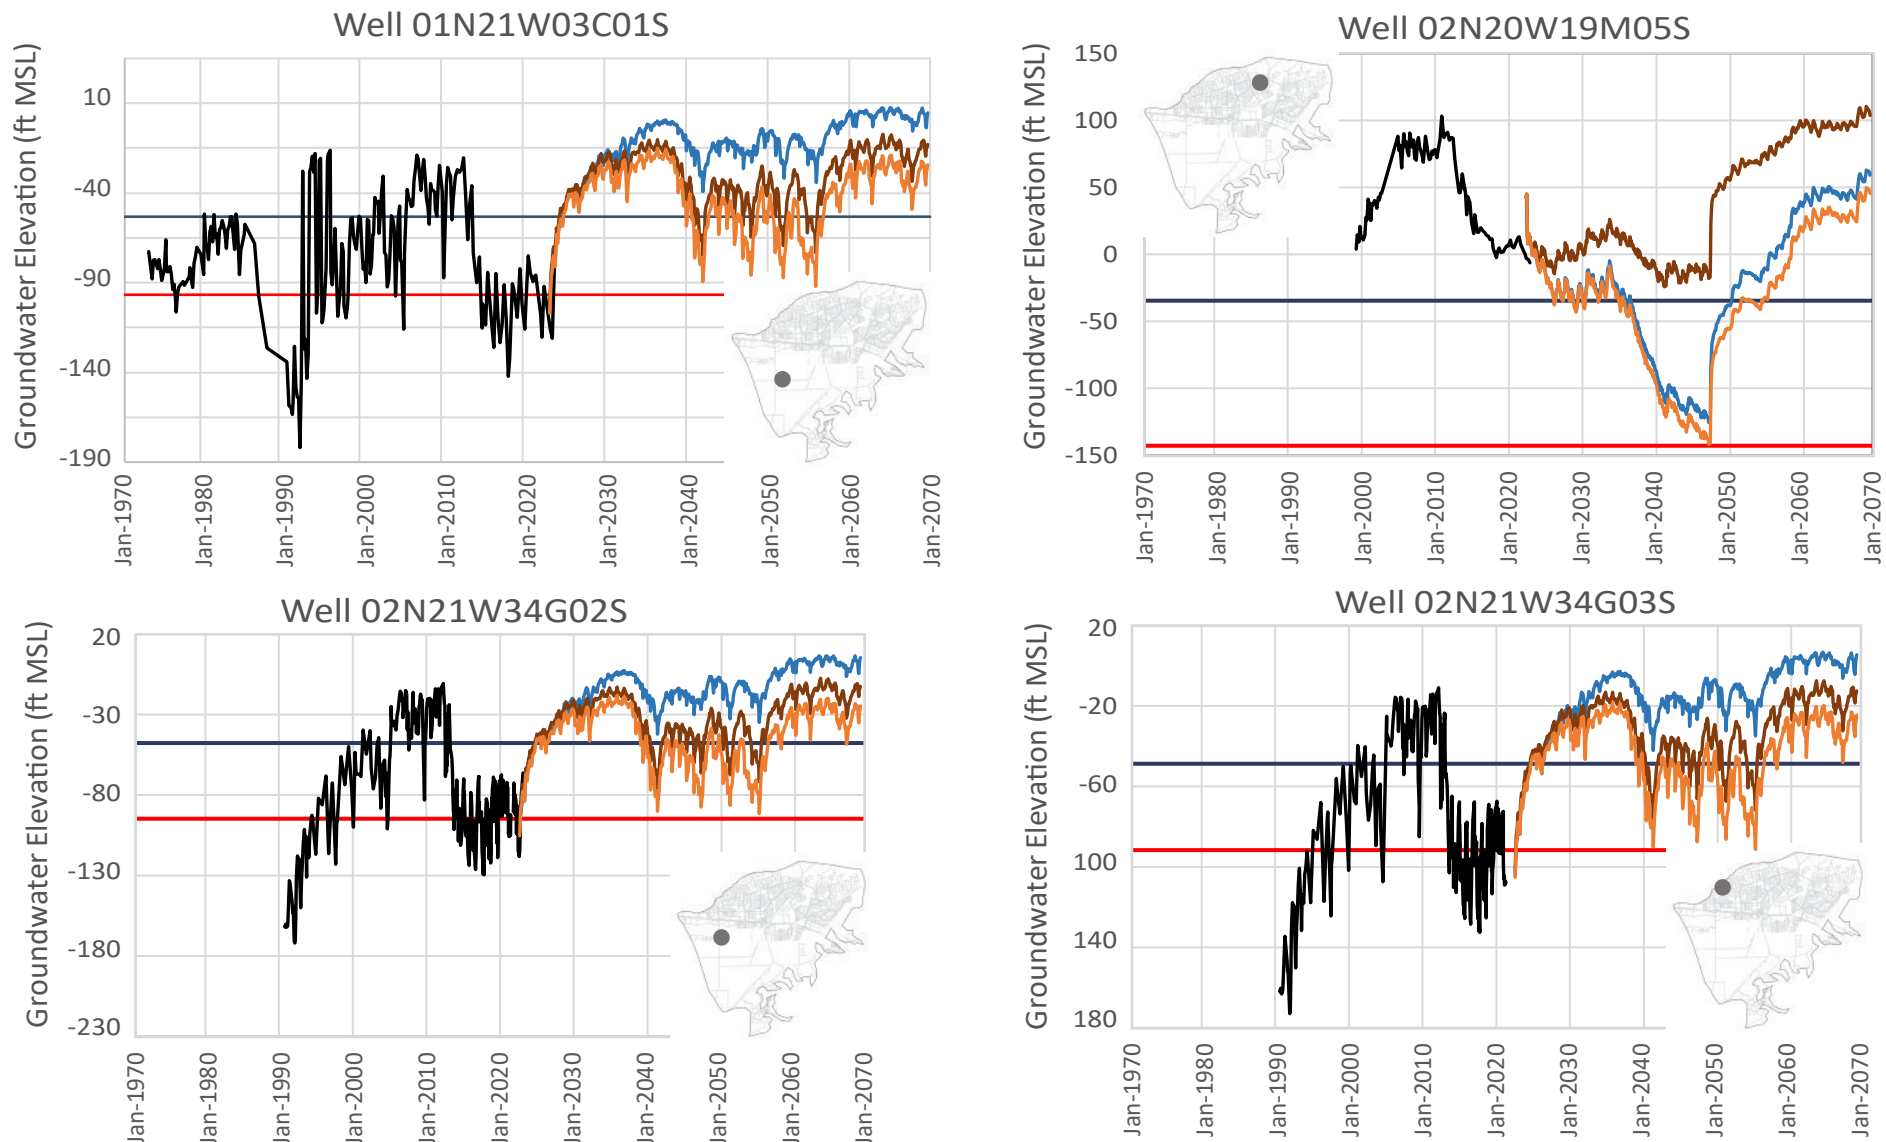 Well 01N21W03C01S
Groundwater Elevation (ft MSL)
10
-40
-90
-140
-190
Jan-1970
Jan-1980
Jan-1990
Jan-2000
Jan-2010
Jan-2020
Jan-2030
Jan-2040
Jan-2050
Jan-2060
Jan-2070
Well 02N20W19M05S
Groundwater Elevation (ft MSL)
150
100
50
0
-50
-100
-150
Jan-1970
Jan-1980
Jan-1990
Jan-2000
Jan-2010
Jan-2020
Jan-2030
Jan-2040
Jan-2050
Jan-2060
Jan-2070
Well 02N21W34G02S
Groundwater Elevation (ft MSL)
20
-30
-80
-130
-180
-230
Jan-1970
Jan-1980
Jan-1990
Jan-2000
Jan-2010
Jan-2020
Jan-2030
Jan-2040
Jan-2050
Jan-2060
Jan-2070
Well 02N21W34G03S
Groundwater Elevation (ft MSL)
20
-20
-60
100
140
180
Jan-1970
Jan-1980
Jan-1990
Jan-2000
Jan-2010
Jan-2020
Jan-2030
Jan-2040
Jan-2050
Jan-2060
Jan-2070